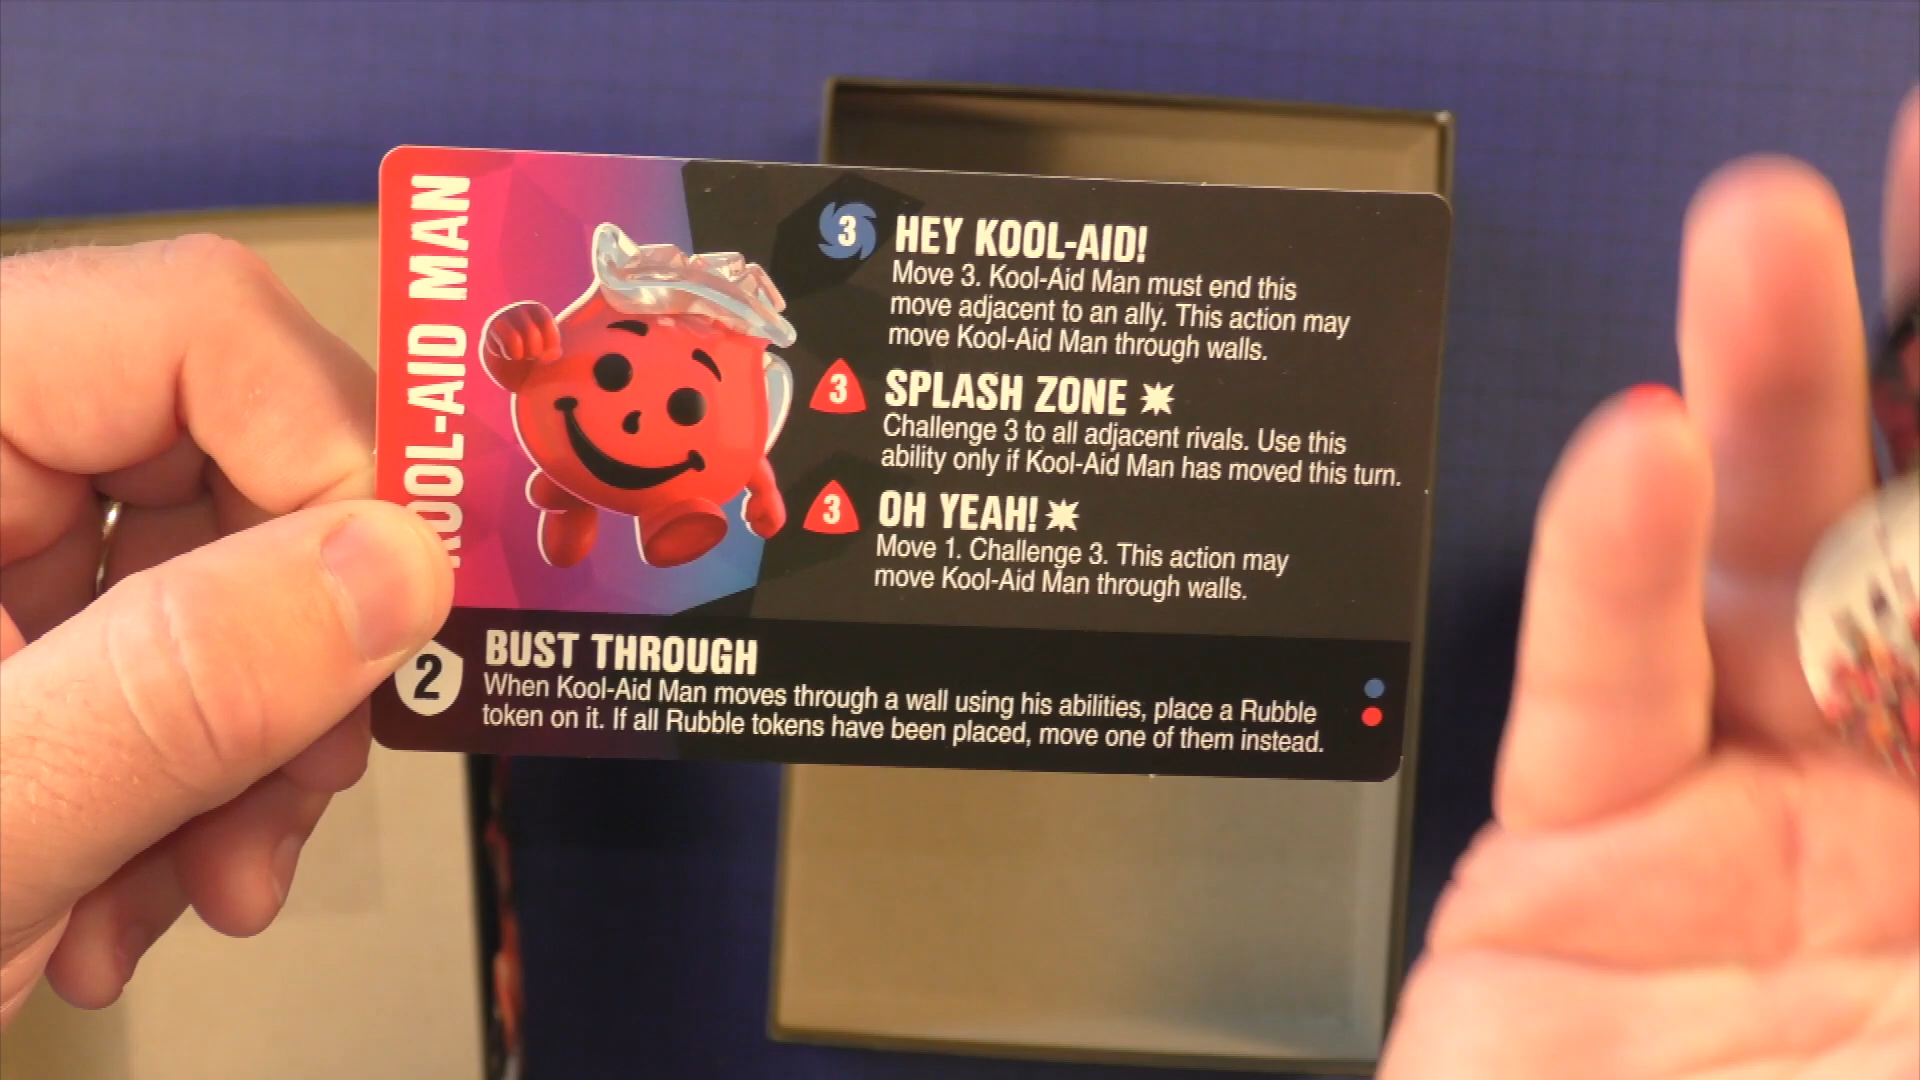 KOOL-AID MAN
3 HEY KOOL-AID!
Move 3. Kool-Aid Man must end this
move adjacent to an ally. This action may
move Kool-Aid Man through walls.
3 SPLASH ZONE
Challenge 3 to all adjacent rivals. Use this
ability only if Kool-Aid Man has moved this turn.
3 OH YEAH!
Move 1. Challenge 3. This action may
move Kool-Aid Man through walls.
2 BUST THROUGH
When Kool-Aid Man moves through a wall using his abilities, place a Rubble
token on it. If all Rubble tokens have been placed, move one of them instead.